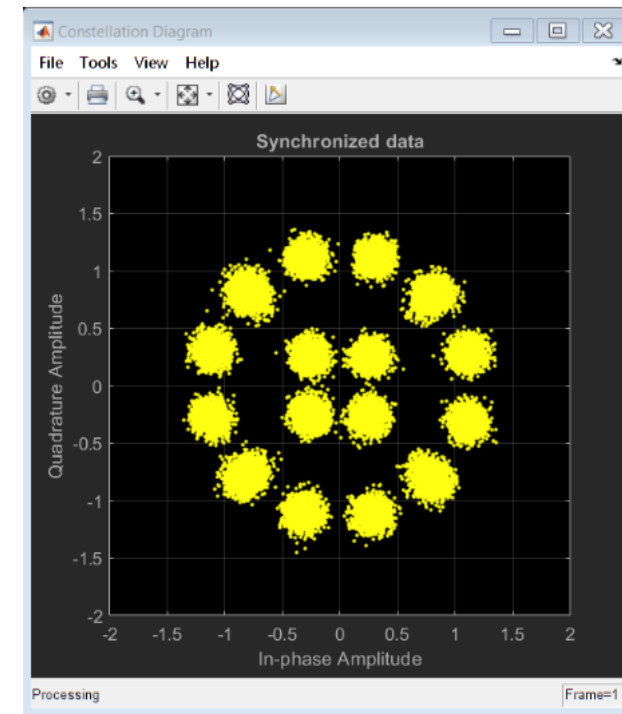 Constellation Diagram
File Tools View Help
Synchronized data
2
1.5
1
0.5
0
-0.5
-1
-1.5
-2
Quadrature Amplitude
-2 -1.5 -1 -0.5 0 0.5 1 1.5 2
In-phase Amplitude
Processing Frame=1